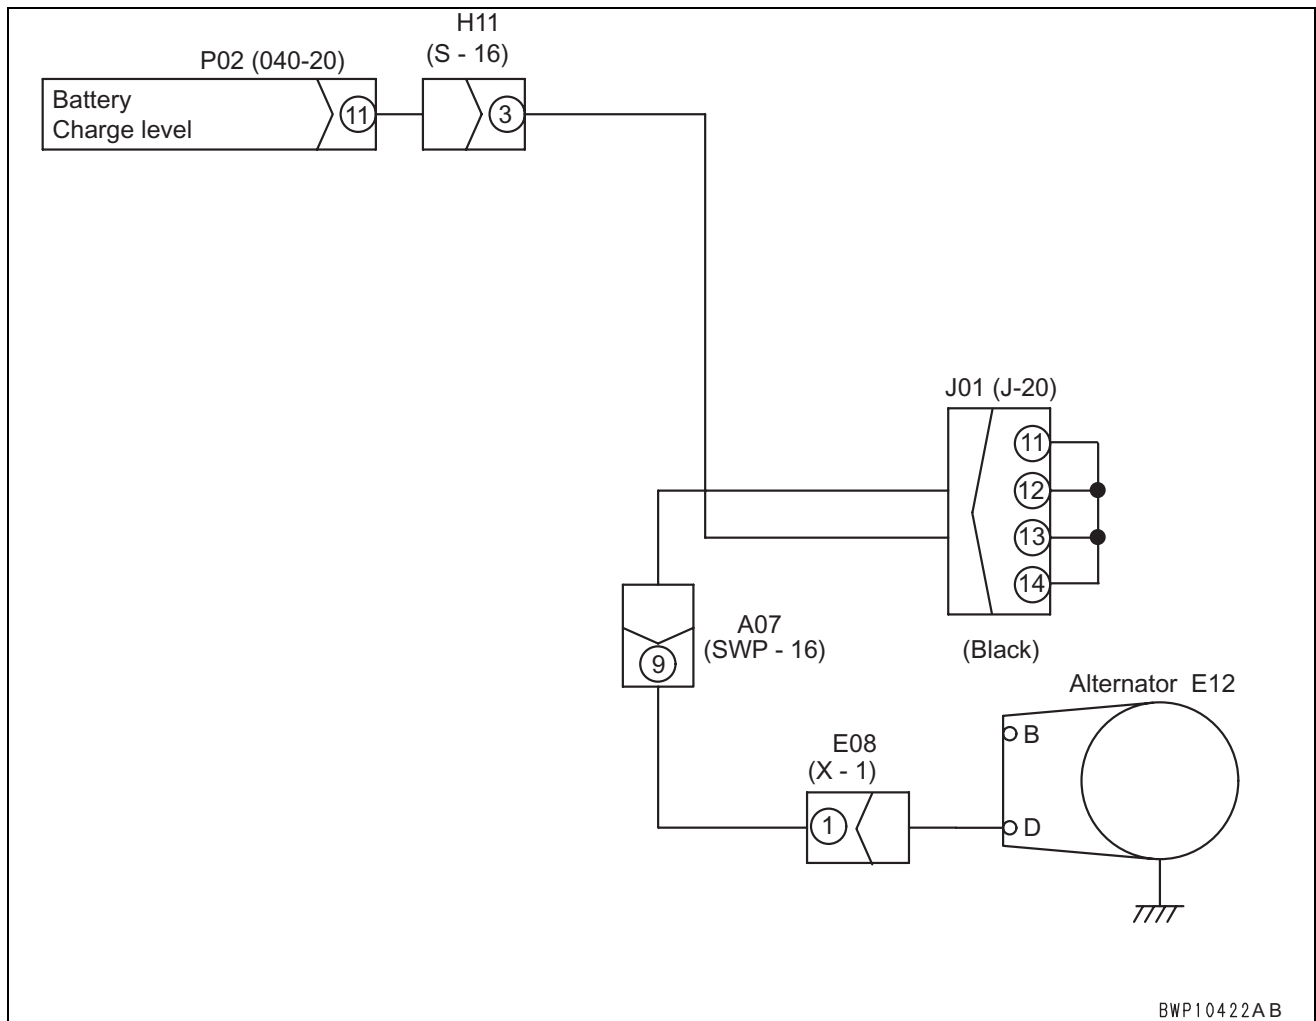 H11
(S - 16)
P02 (040-20)
Battery
Charge level
11
3
J01 (J-20)
11
12
13
14
(Black)
A07
(SWP - 16)
9
Alternator E12
B
E08
(X - 1)
1
D
BWP10422AB